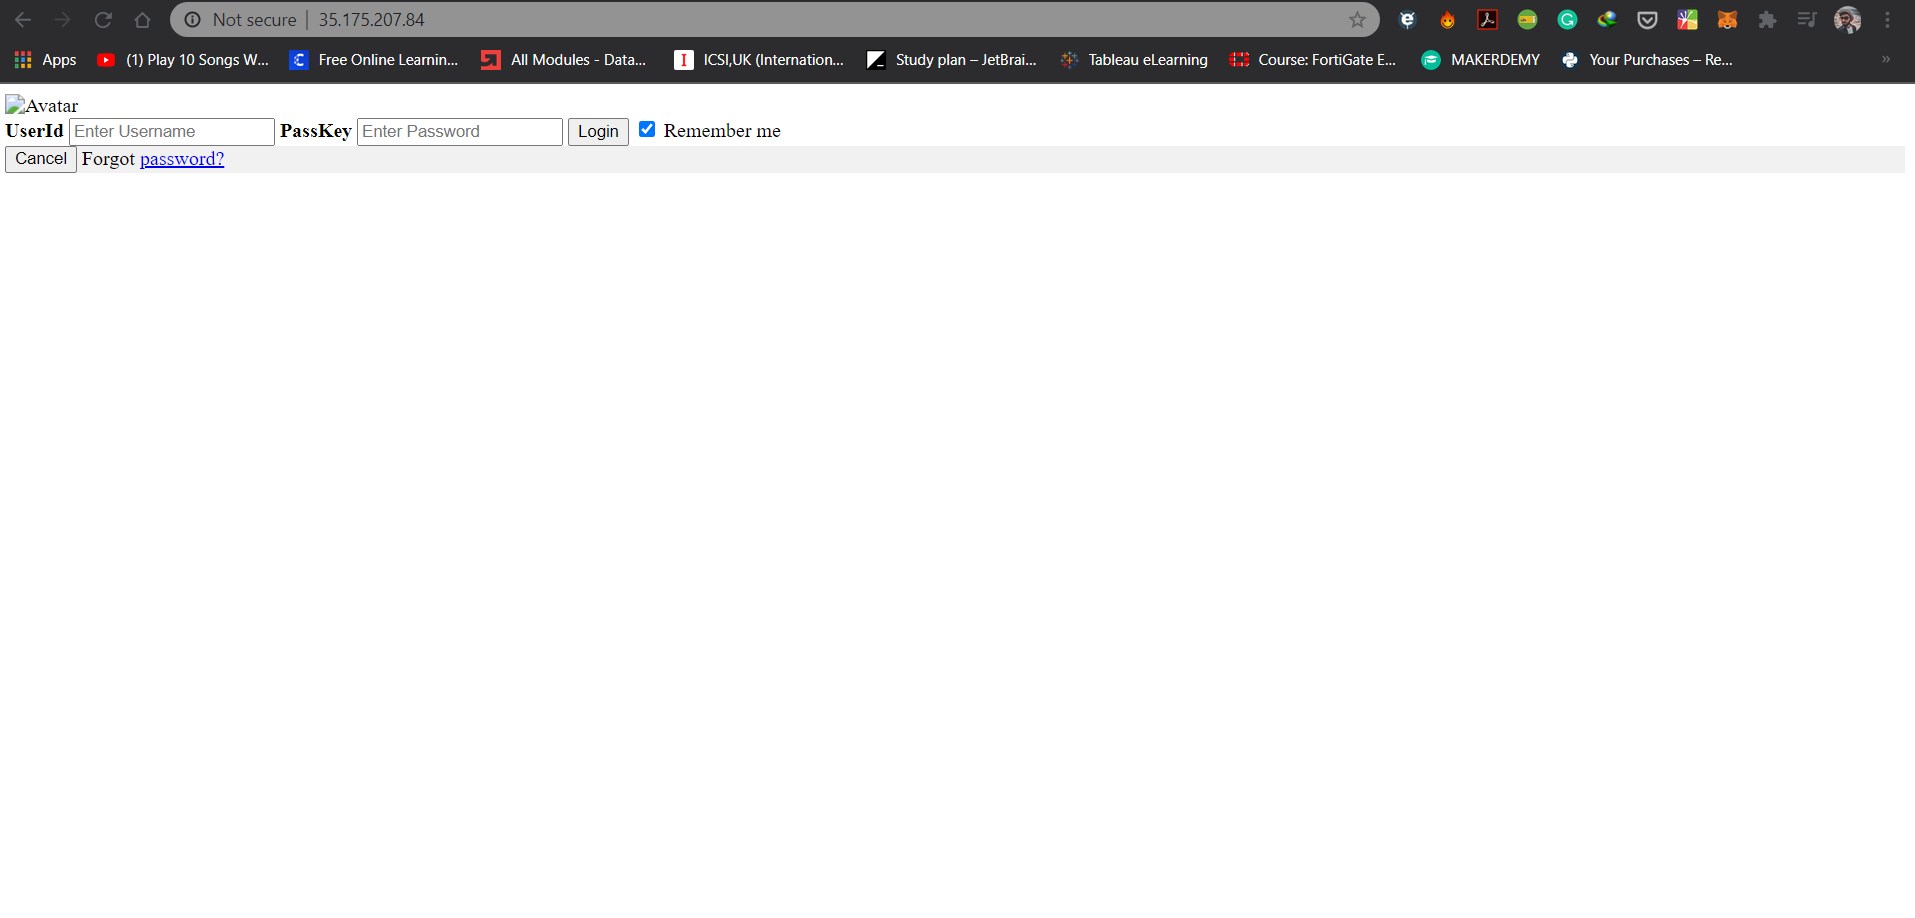 Not secure | 35.175.207.84
Apps (1) Play 10 Songs W... Free Online Learnin... All Modules - Data... ICSI,UK (Internation... Study plan – JetBrai... Tableau eLearning Course: FortiGate E... MAKERDEMY Your Purchases – Re... »
Avatar
UserId Enter Username PassKey Enter Password Login Remember me
Cancel Forgot password?